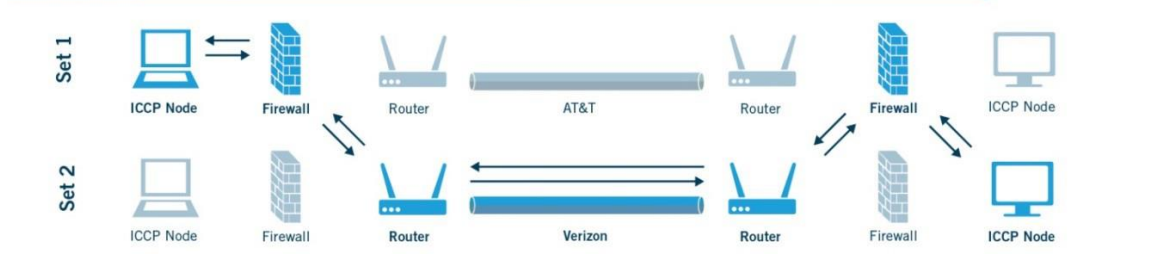 Set 1
ICCP Node
Firewall
Router
AT&T
Router
Firewall
ICCP Node
Set 2
ICCP Node
Firewall
Router
Verizon
Router
Firewall
ICCP Node